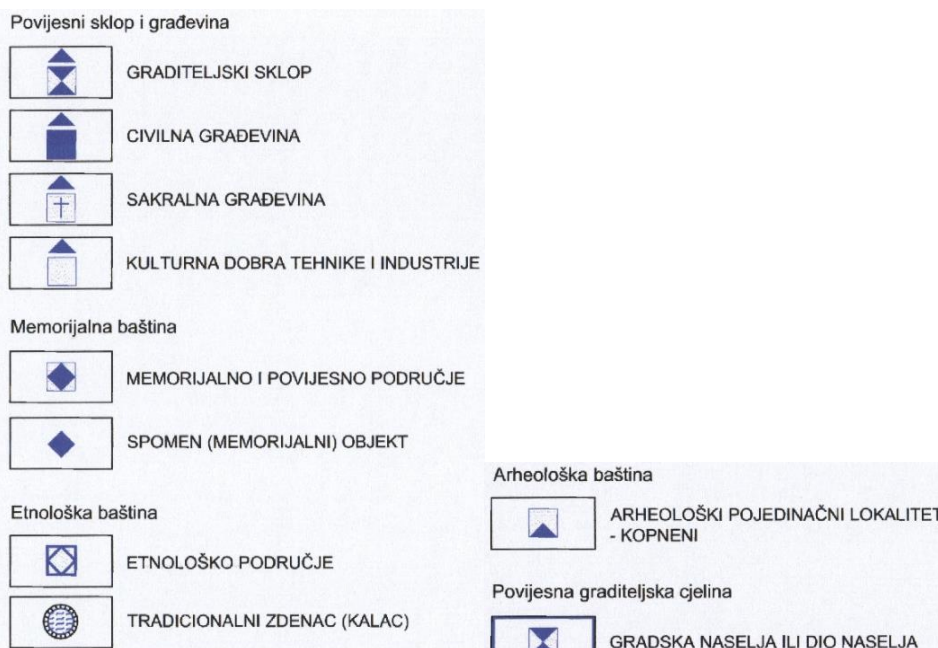 Povijesni sklop i građevina
GRADITELJSKI SKLOP
CIVILNA GRAĐEVINA
SAKRALNA GRAĐEVINA
KULTURNA DOBRA TEHNIKE I INDUSTRIJE
Memorijalna baština
MEMORIJALNO I POVIJESNO PODRUČJE
SPOMEN (MEMORIJALNI) OBJEKT
Etnološka baština
ETNOLOŠKO PODRUČJE
TRADICIONALNI ZDENAC (KALAC)
Arheološka baština
ARHEOLOŠKI POJEDINAČNI LOKALITET
- KOPNENI
Povijesna graditeljska cjelina
GRADSKA NASELJA ILI DIO NASELJA